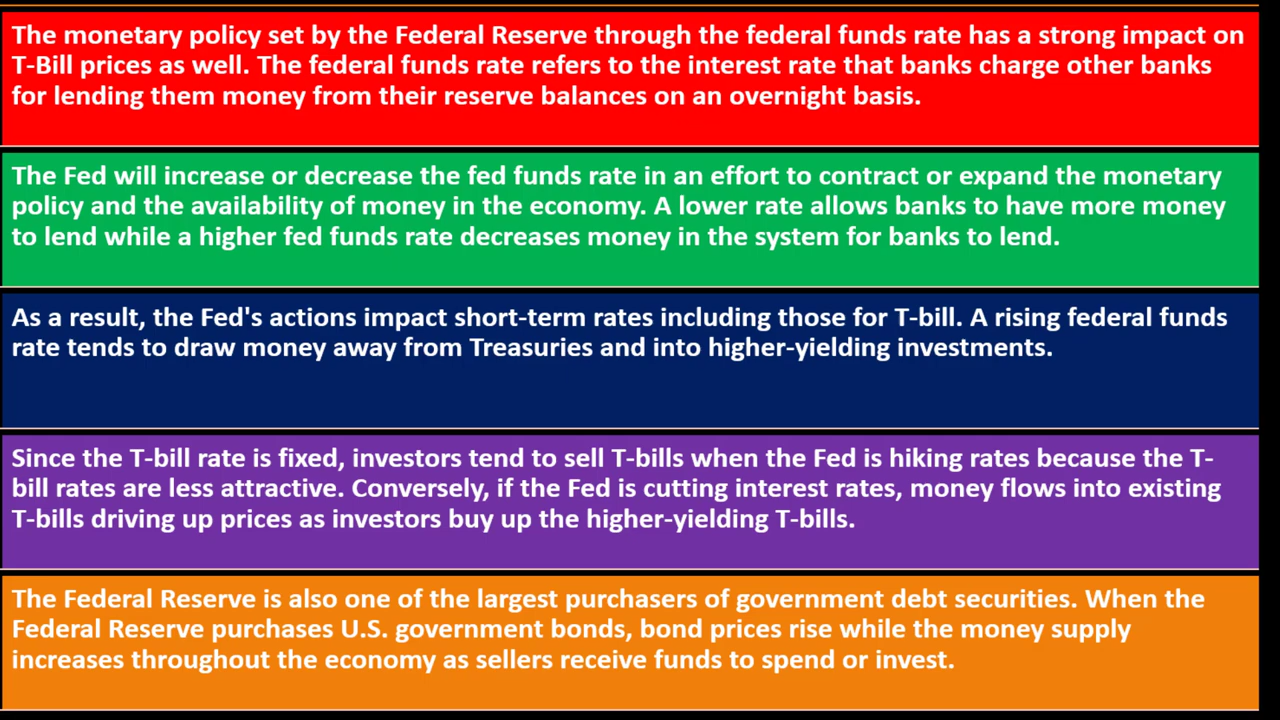 The monetary policy set by the Federal Reserve through the federal funds rate has a strong impact on
T-Bill prices as well. The federal funds rate refers to the interest rate that banks charge other banks
for lending them money from their reserve balances on an overnight basis.
The Fed will increase or decrease the fed funds rate in an effort to contract or expand the monetary
policy and the availability of money in the economy. A lower rate allows banks to have more money
to lend while a higher fed funds rate decreases money in the system for banks to lend.
As a result, the Fed's actions impact short-term rates including those for T-bill. A rising federal funds
rate tends to draw money away from Treasuries and into higher-yielding investments.
Since the T-bill rate is fixed, investors tend to sell T-bills when the Fed is hiking rates because the T-
bill rates are less attractive. Conversely, if the Fed is cutting interest rates, money flows into existing
T-bills driving up prices as investors buy up the higher-yielding T-bills.
The Federal Reserve is also one of the largest purchasers of government debt securities. When the
Federal Reserve purchases U.S. government bonds, bond prices rise while the money supply
increases throughout the economy as sellers receive funds to spend or invest.